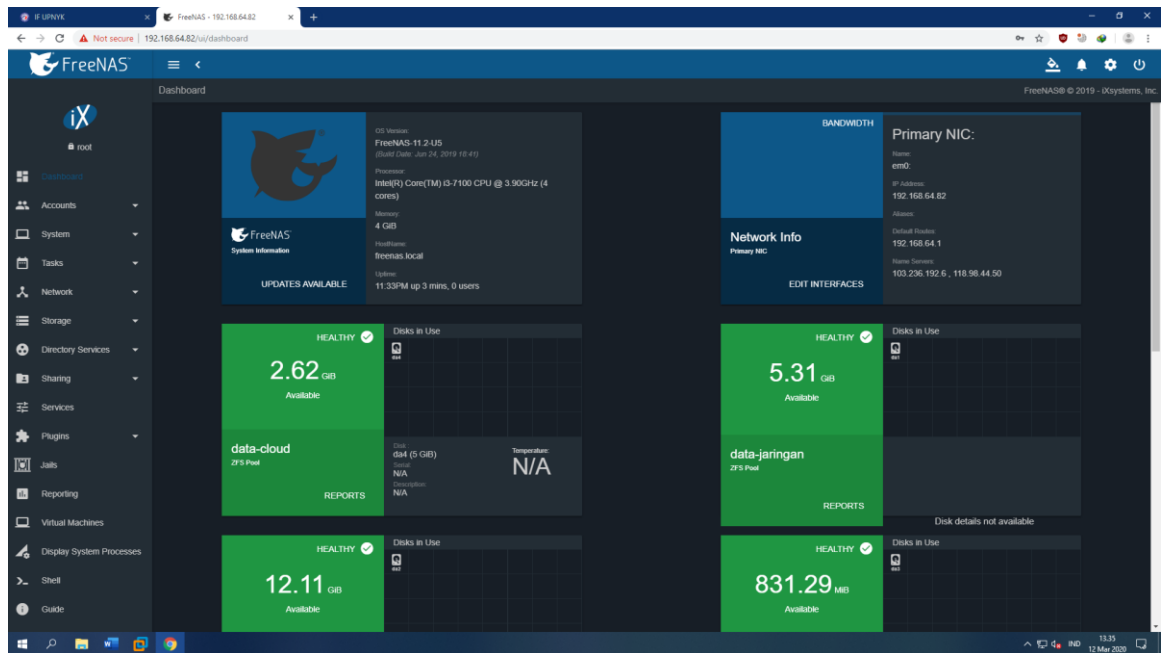 IF UPNYK
FreeNAS - 192.168.64.82
Not secure
192.168.64.82/ui/dashboard
FreeNAS
Dashboard
FreeNAS® © 2019 - iXsystems, Inc.
iX
root
Dashboard
Accounts
System
Tasks
Network
Storage
Directory Services
Sharing
Services
Plugins
Jails
Reporting
Virtual Machines
Display System Processes
Shell
Guide
FreeNAS
System Information
UPDATES AVAILABLE
OS Version:
FreeNAS-11.2-U5
(Build Date: Jun 24, 2019 18:41)
Processor:
Intel(R) Core(TM) i3-7100 CPU @ 3.90GHz (4
cores)
Memory:
4 GiB
HostName:
freenas.local
Uptime:
11:33PM up 3 mins, 0 users
BANDWIDTH
Network Info
Primary NIC
EDIT INTERFACES
Primary NIC:
Name:
em0:
IP Address:
192.168.64.82
Aliases:
Default Routes:
192.168.64.1
Name Servers:
103.236.192.6 , 118.98.44.50
HEALTHY
2.62 GiB
Available
data-cloud
ZFS Pool
REPORTS
Disks in Use
da4
Disk :
da4 (5 GiB)
Serial:
N/A
Description:
N/A
Temperature:
N/A
HEALTHY
5.31 GiB
Available
data-jaringan
ZFS Pool
REPORTS
Disks in Use
da1
Disk details not available
HEALTHY
12.11 GiB
Available
Disks in Use
da2
HEALTHY
831.29 MiB
Available
Disks in Use
da3
IND
13.35
12 Mar 2020